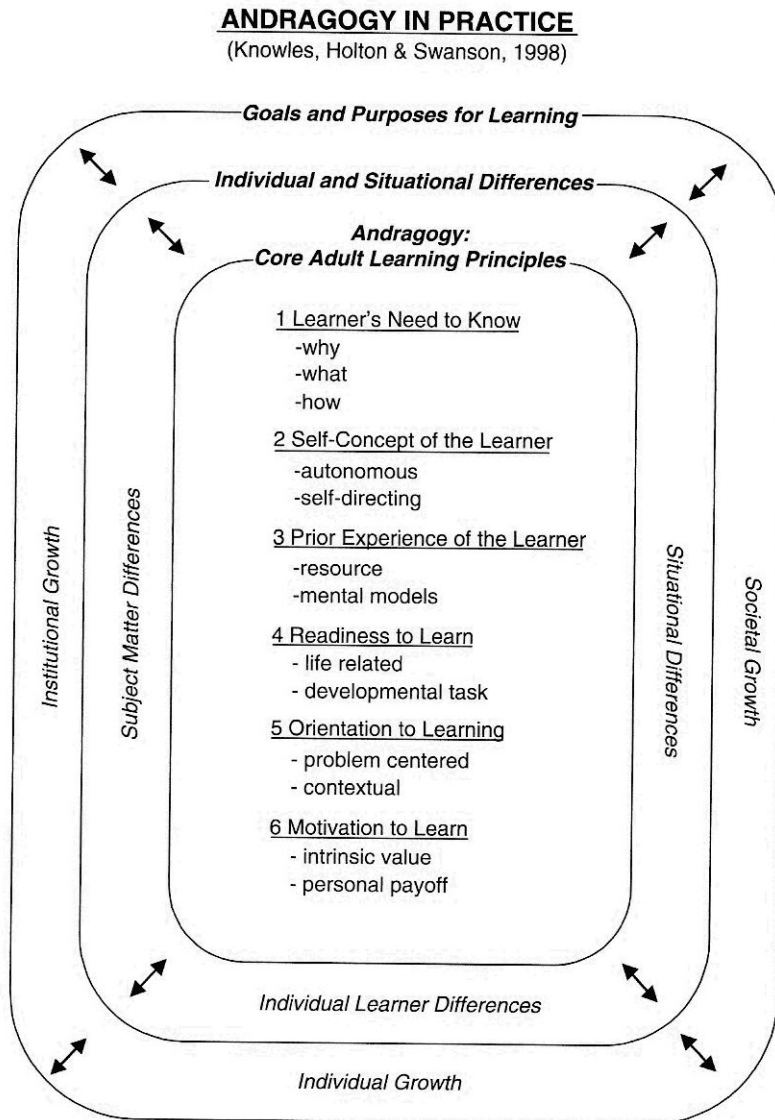 ANDRAGOGY IN PRACTICE
(Knowles, Holton & Swanson, 1998)
Goals and Purposes for Learning
Individual and Situational Differences
Andragogy:
Core Adult Learning Principles
1 Learner's Need to Know
-why
-what
-how
2 Self-Concept of the Learner
-autonomous
-self-directing
3 Prior Experience of the Learner
-resource
-mental models
4 Readiness to Learn
- life related
- developmental task
5 Orientation to Learning
- problem centered
- contextual
6 Motivation to Learn
- intrinsic value
- personal payoff
Institutional Growth
Subject Matter Differences
Situational Differences
Societal Growth
Individual Learner Differences
Individual Growth